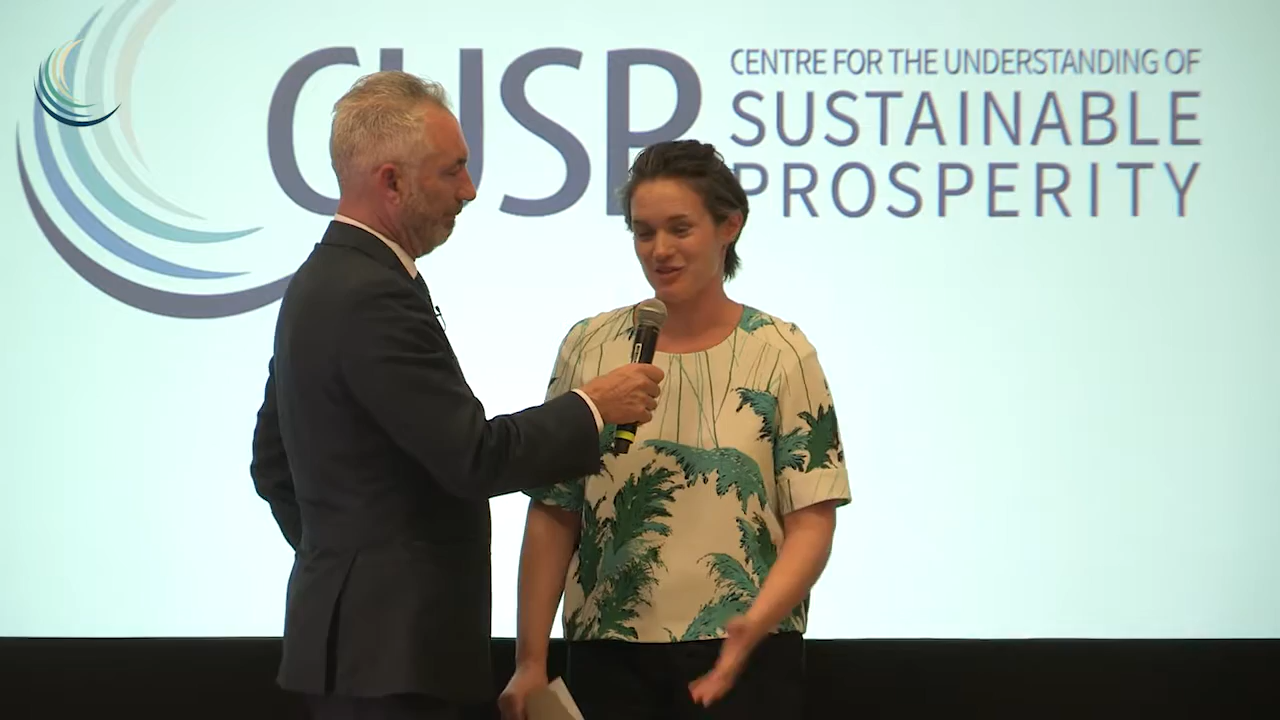 CUSP
CENTRE FOR THE UNDERSTANDING OF
SUSTAINABLE
PROSPERITY